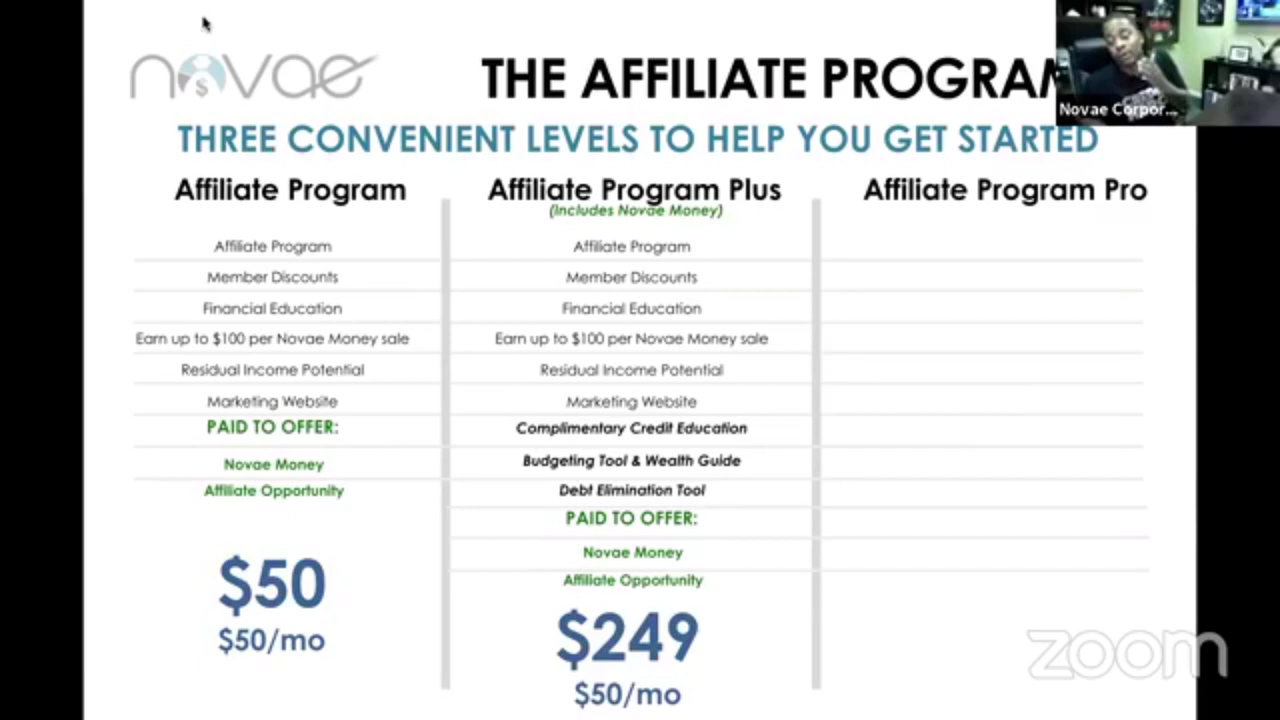 novae
$
THE AFFILIATE PROGRAM
Novae Corpor...
THREE CONVENIENT LEVELS TO HELP YOU GET STARTED
Affiliate Program
Affiliate Program
Member Discounts
Financial Education
Earn up to $100 per Novae Money sale
Residual Income Potential
Marketing Website
PAID TO OFFER:
Novae Money
Affiliate Opportunity
$50
$50/mo
Affiliate Program Plus
(Includes Novae Money)
Affiliate Program
Member Discounts
Financial Education
Earn up to $100 per Novae Money sale
Residual Income Potential
Marketing Website
Complimentary Credit Education
Budgeting Tool & Wealth Guide
Debt Elimination Tool
PAID TO OFFER:
Novae Money
Affiliate Opportunity
$249
$50/mo
Affiliate Program Pro
zoom